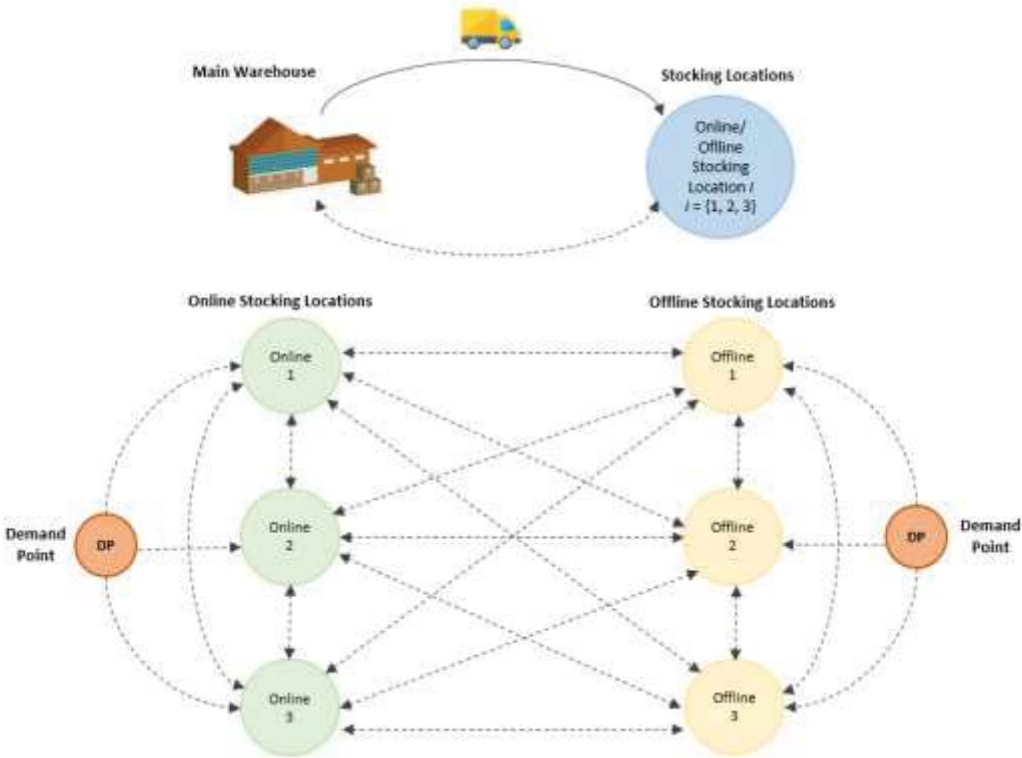 Main Warehouse
Stocking Locations
Online/
Offline
Stocking
Location i
i = {1, 2, 3}
Online Stocking Locations
Offline Stocking Locations
Online
1
Offline
1
Demand
Point
DP
Online
2
Offline
2
DP
Demand
Point
Online
3
Offline
3